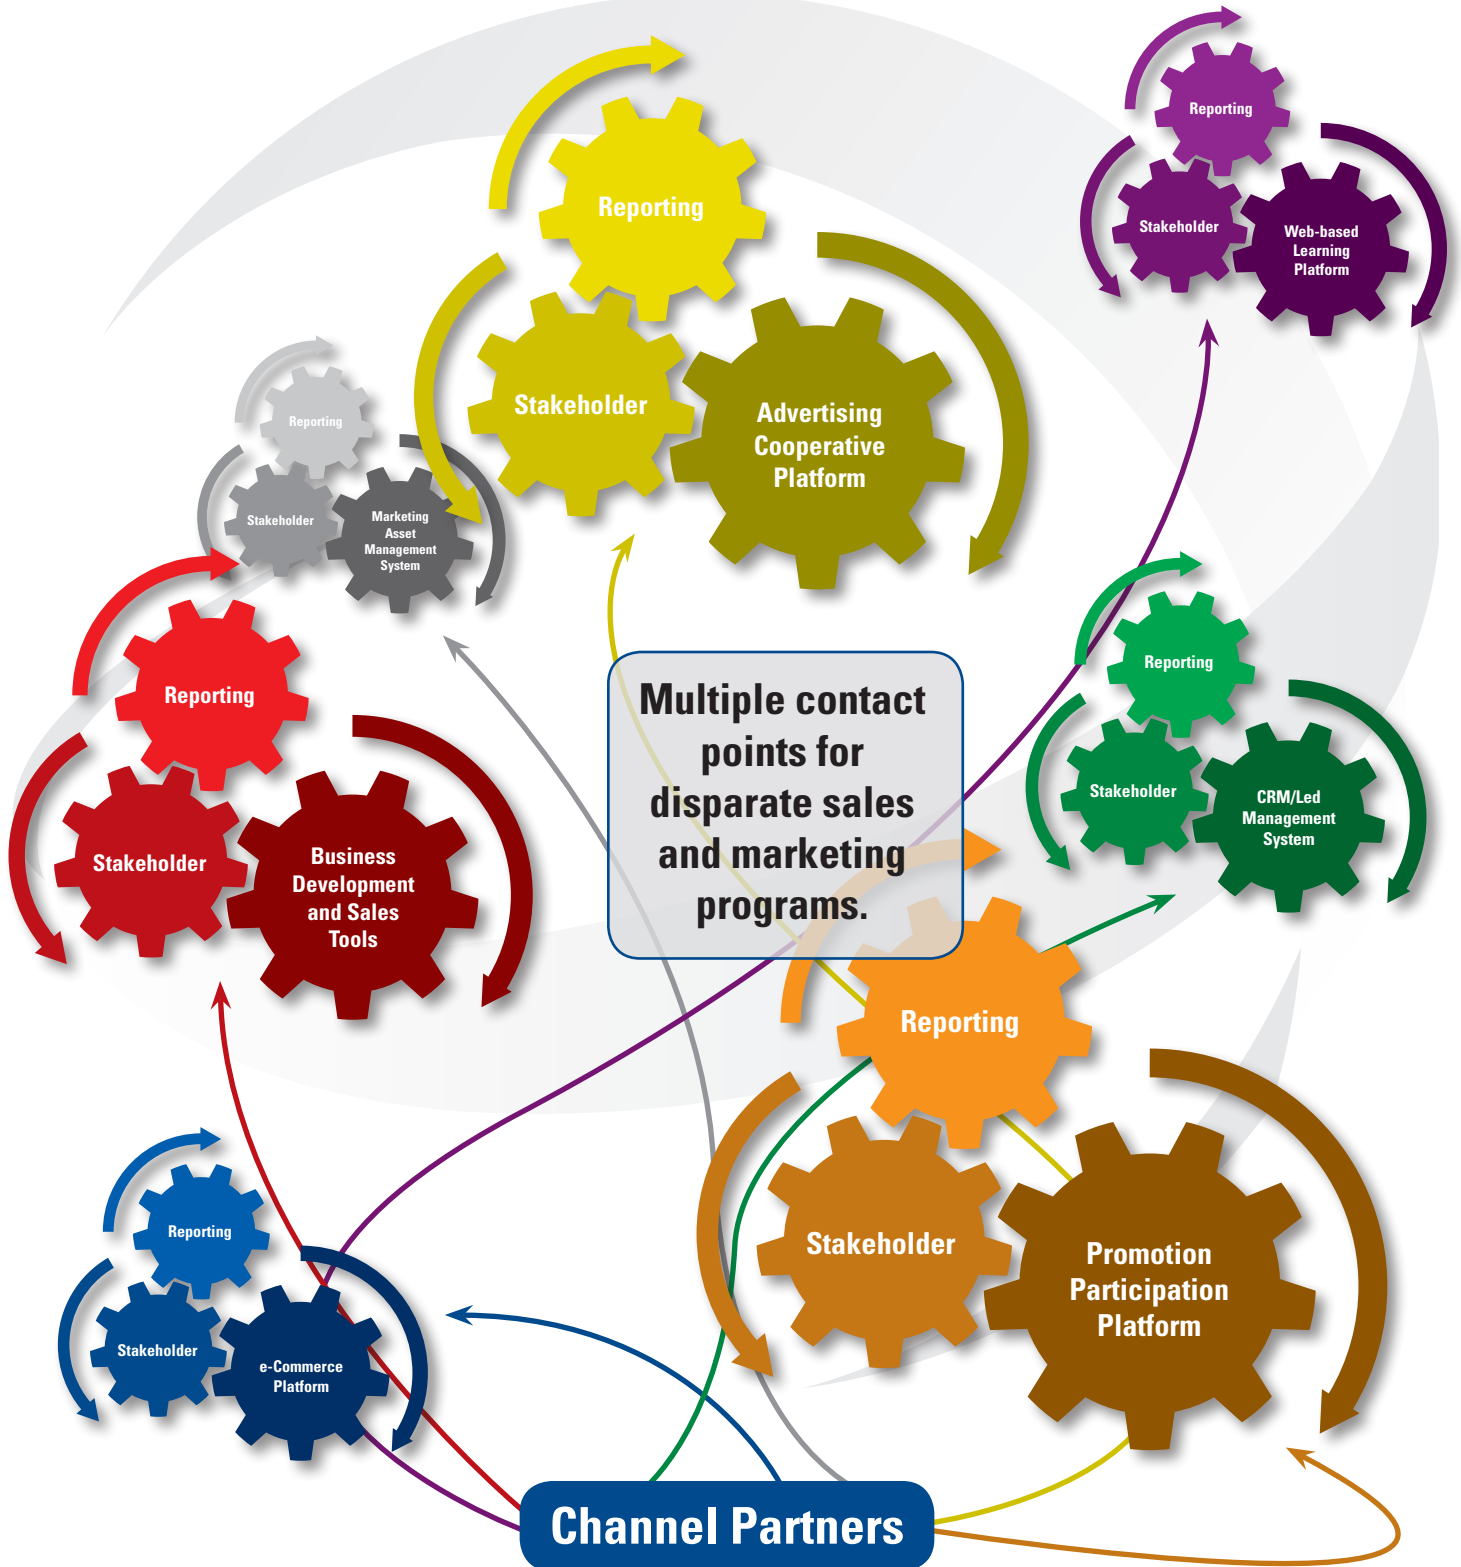 Reporting
Stakeholder
Web-based
Learning
Platform
Reporting
Stakeholder
Advertising
Cooperative
Platform
Reporting
Stakeholder
Marketing
Asset
Management
System
Reporting
Stakeholder
Business
Development
and Sales
Tools
Multiple contact
points for
disparate sales
and marketing
programs.
Reporting
Stakeholder
CRM/Led
Management
System
Reporting
Stakeholder
Promotion
Participation
Platform
Reporting
Stakeholder
e-Commerce
Platform
Channel Partners